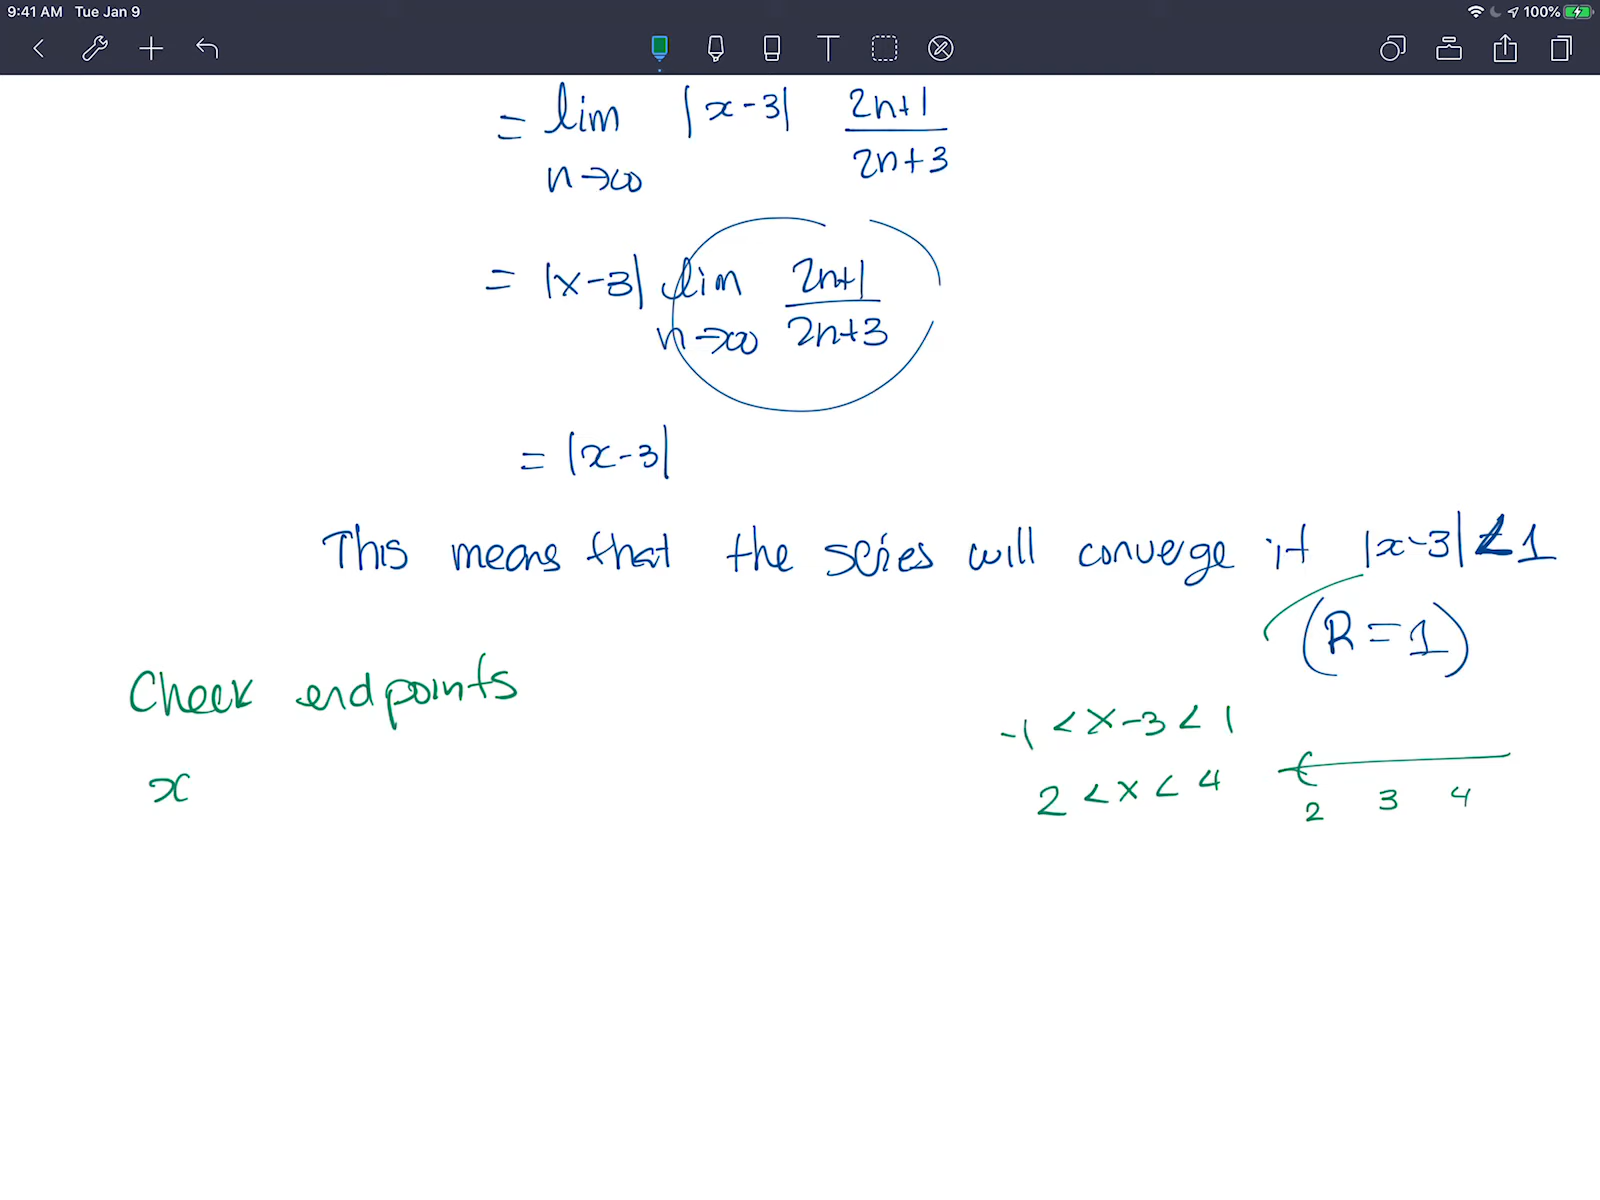 9:41 AM Tue Jan 9
100%
= lim |x-3| 2n+1
n→∞ 2n+3
= |x-3| lim 2n+1
n→∞ 2n+3
= |x-3|
This means that the series will converge if |x-3| < 1
(R=1)
Check endpoints
-1 < x-3 < 1
x
2 < x < 4
2 3 4